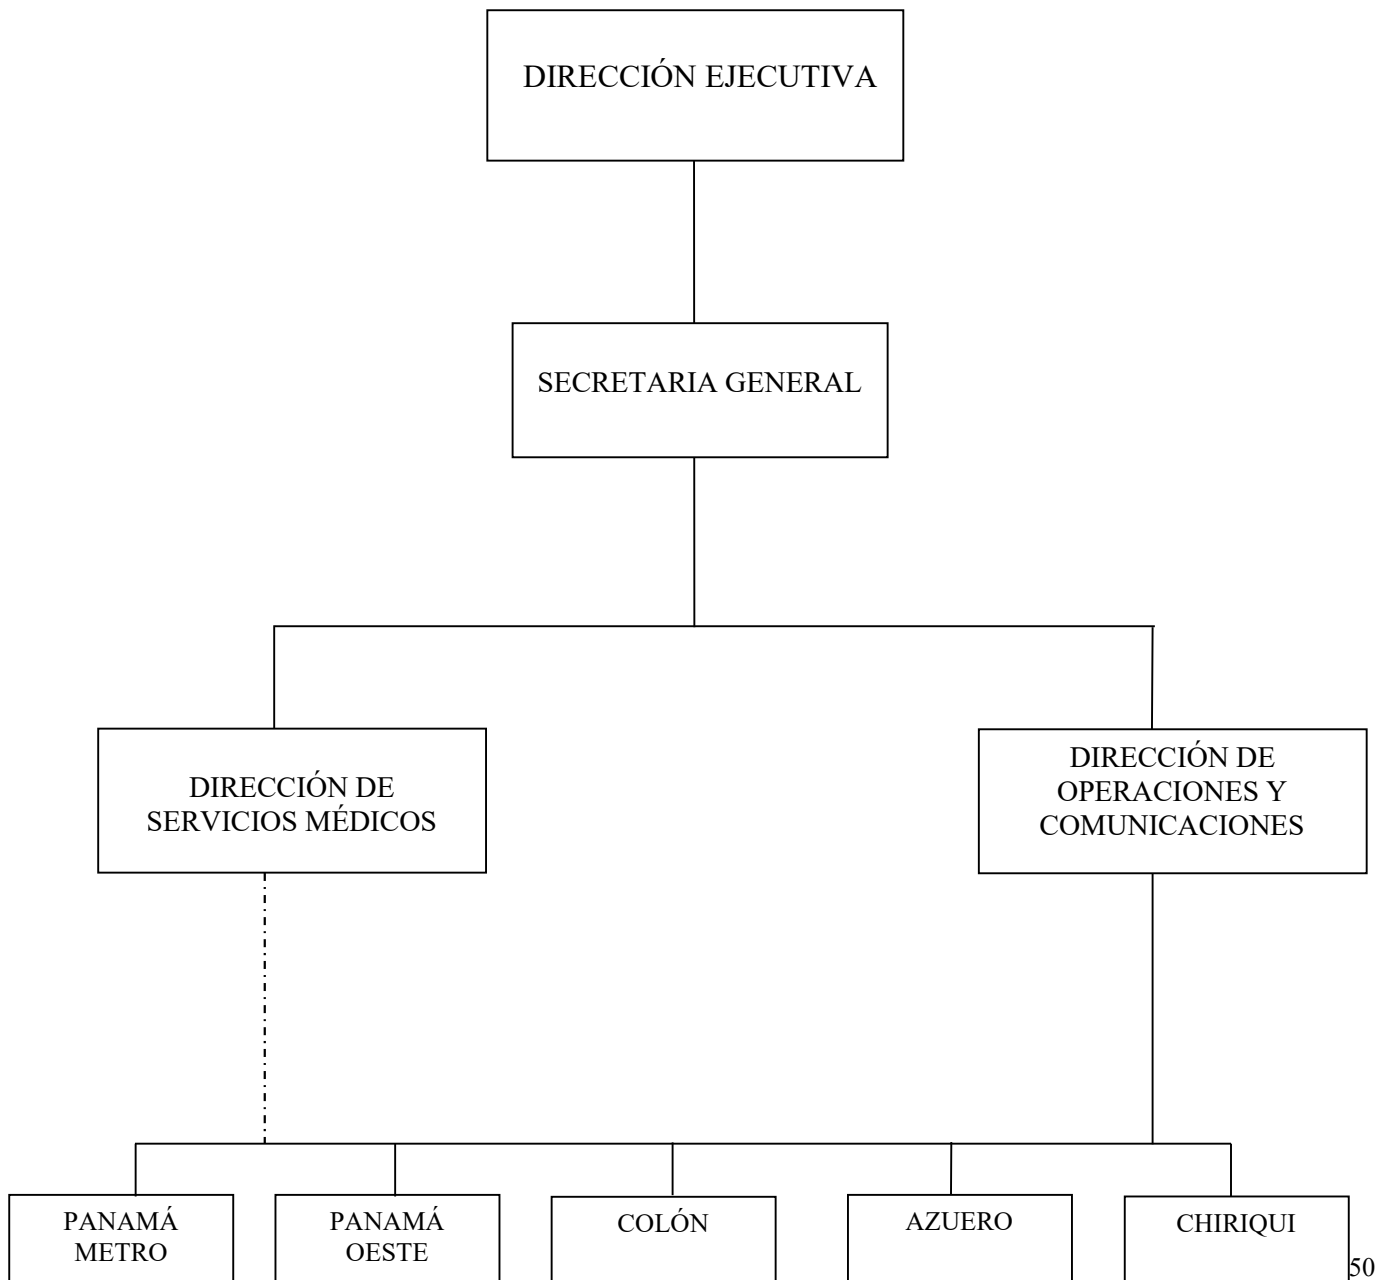 DIRECCIÓN EJECUTIVA
SECRETARIA GENERAL
DIRECCIÓN DE
SERVICIOS MÉDICOS
DIRECCIÓN DE
OPERACIONES Y
COMUNICACIONES
PANAMÁ
METRO
PANAMÁ
OESTE
COLÓN
AZUERO
CHIRIQUI
50